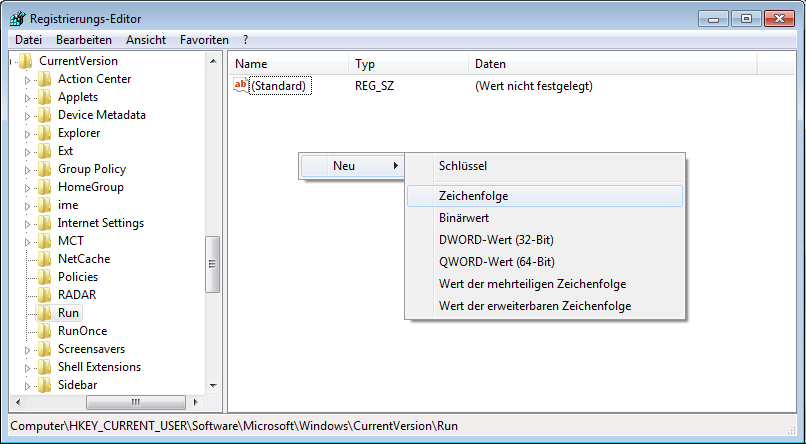 Registrierungs-Editor
Datei Bearbeiten Ansicht Favoriten ?
CurrentVersion
Action Center
Applets
Device Metadata
Explorer
Ext
Group Policy
HomeGroup
ime
Internet Settings
MCT
NetCache
Policies
RADAR
Run
RunOnce
Screensavers
Shell Extensions
Sidebar
Name Typ Daten
ab (Standard) REG_SZ (Wert nicht festgelegt)
Neu
Schlüssel
Zeichenfolge
Binärwert
DWORD-Wert (32-Bit)
QWORD-Wert (64-Bit)
Wert der mehrteiligen Zeichenfolge
Wert der erweiterbaren Zeichenfolge
Computer\HKEY_CURRENT_USER\Software\Microsoft\Windows\CurrentVersion\Run